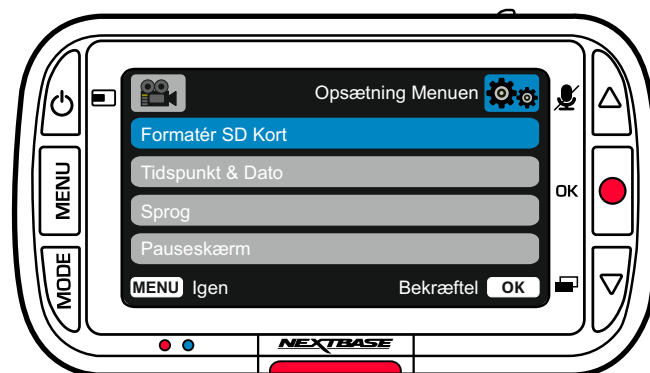 Opsætning Menuen
Formatér SD Kort
OK
Tidspunkt & Dato
MENU
Sprog
Pauseskærm
MODE
MENU Igen Bekræftel OK
NEXTBASE